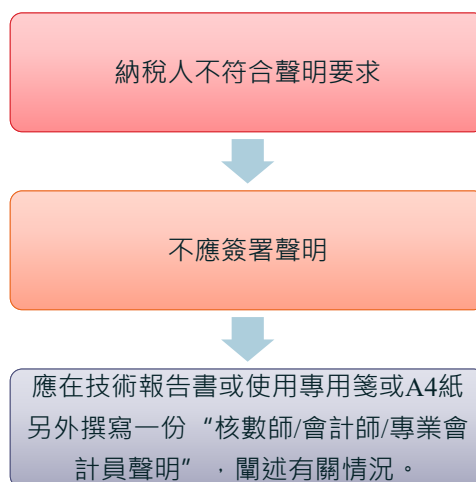 納稅人不符合聲明要求
不應簽署聲明
應在技術報告書或使用專用箋或A4紙
另外撰寫一份“核數師/會計師/專業會
計員聲明”，闡述有關情況。